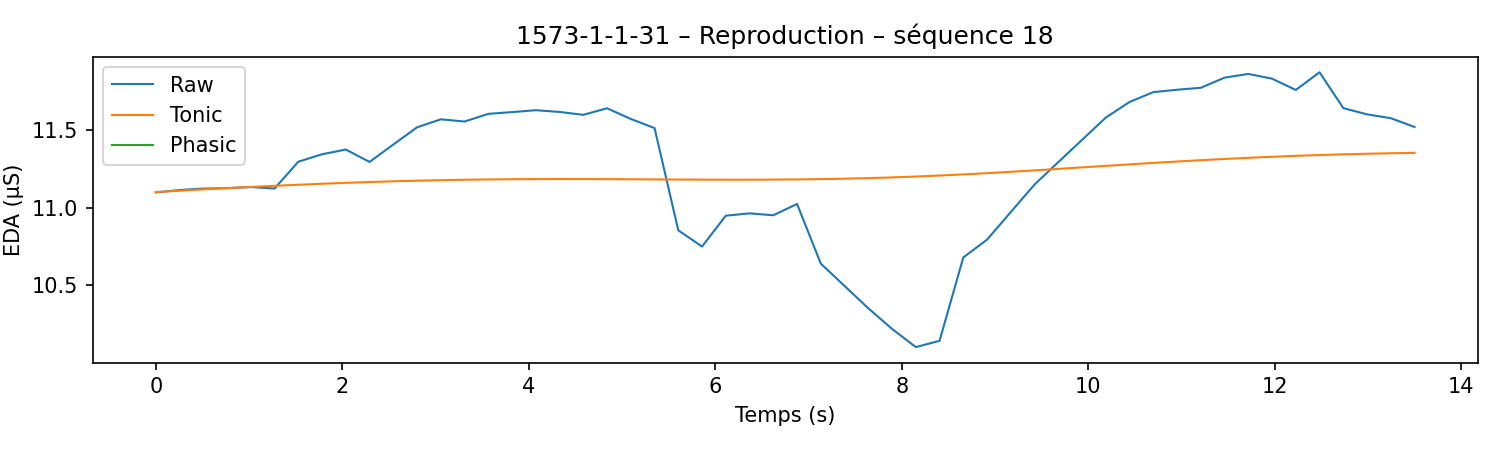 1573-1-1-31 – Reproduction – séquence 18
Raw
Tonic
Phasic
EDA (µS)
11.5
11.0
10.5
0 2 4 6 8 10 12 14
Temps (s)